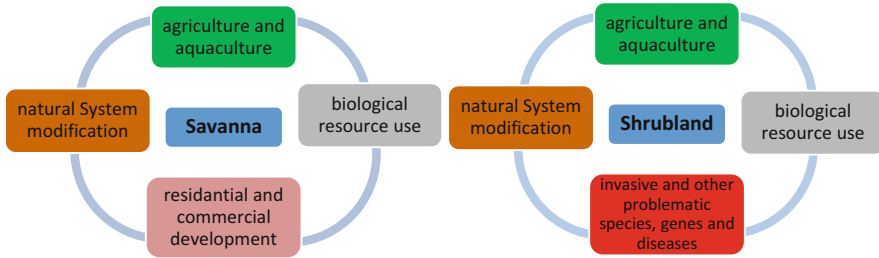 agriculture and
aquaculture
natural System
modification
Savanna
biological
resource use
residantial and
commercial
development
agriculture and
aquaculture
natural System
modification
Shrubland
biological
resource use
invasive and other
problematic
species, genes and
diseases